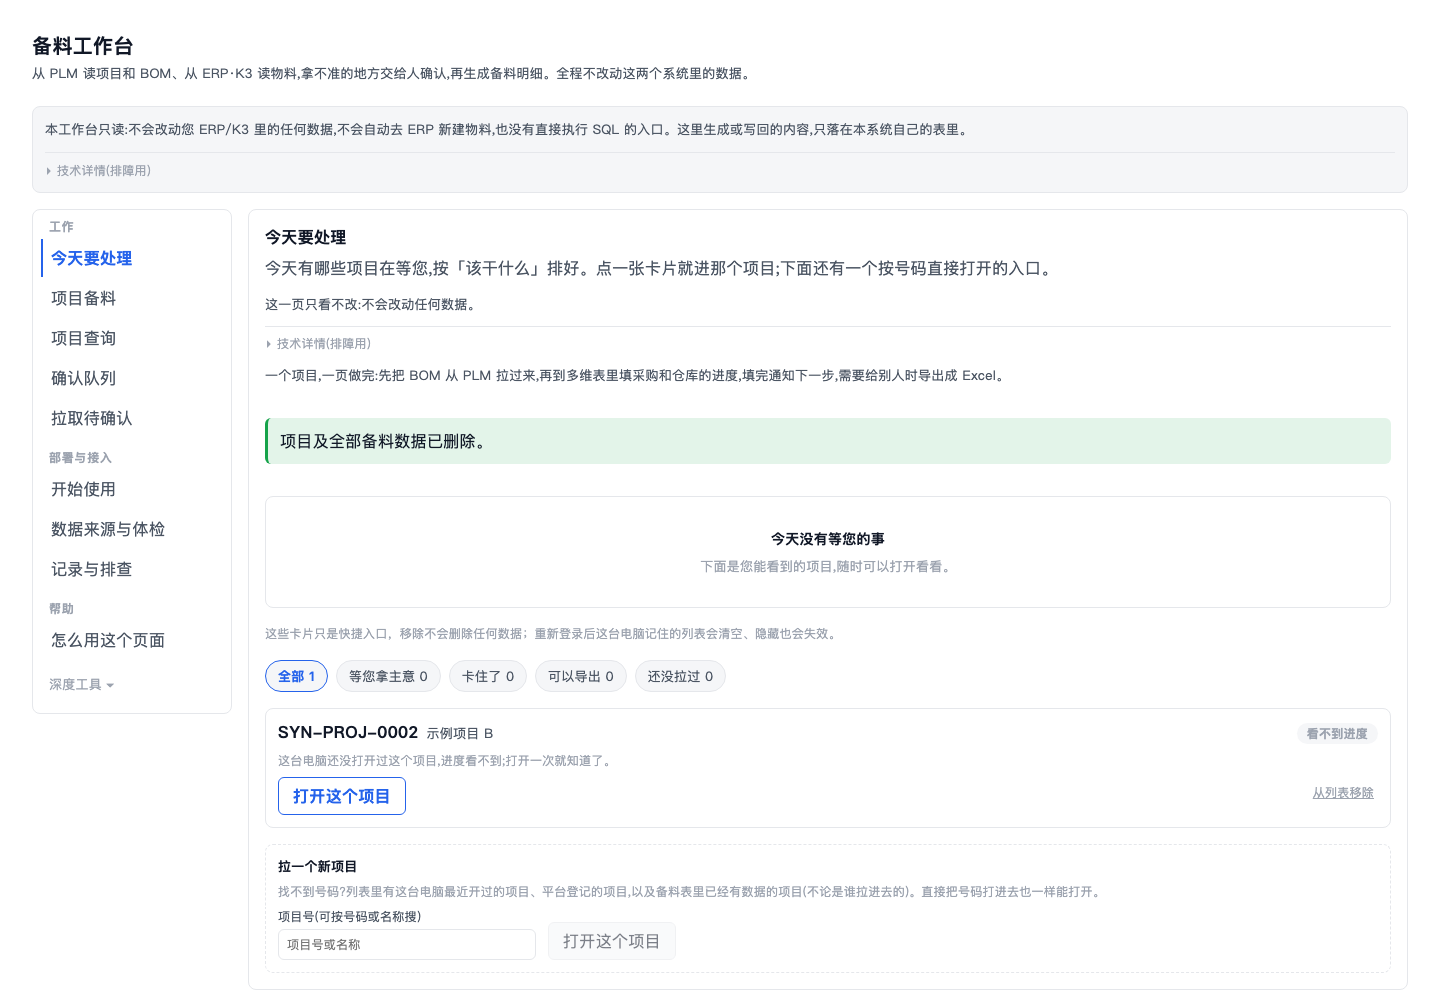 备料工作台
从 PLM 读项目和 BOM、从 ERP·K3 读物料,拿不准的地方交给人确认,再生成备料明细。全程不改动这两个系统里的数据。
本工作台只读:不会改动您 ERP/K3 里的任何数据,不会自动去 ERP 新建物料,也没有直接执行 SQL 的入口。这里生成或写回的内容,只落在本系统自己的表里。
技术详情(排障用)
工作
今天要处理
项目备料
项目查询
确认队列
拉取待确认
部署与接入
开始使用
数据来源与体检
记录与排查
帮助
怎么用这个页面
深度工具
今天要处理
今天有哪些项目在等您,按「该干什么」排好。点一张卡片就进那个项目;下面还有一个按号码直接打开的入口。
这一页只看不改:不会改动任何数据。
技术详情(排障用)
一个项目,一页做完:先把 BOM 从 PLM 拉过来,再到多维表里填采购和仓库的进度,填完通知下一步,需要给别人时导出成 Excel。
项目及全部备料数据已删除。
今天没有等您的事
下面是您能看到的项目,随时可以打开看看。
这些卡片只是快捷入口，移除不会删除任何数据；重新登录后这台电脑记住的列表会清空、隐藏也会失效。
全部 1
等您拿主意 0
卡住了 0
可以导出 0
还没拉过 0
SYN-PROJ-0002 示例项目 B
看不到进度
这台电脑还没打开过这个项目,进度看不到;打开一次就知道了。
打开这个项目
从列表移除
拉一个新项目
找不到号码?列表里有这台电脑最近开过的项目、平台登记的项目,以及备料表里已经有数据的项目(不论是谁拉进去的)。直接把号码打进去也一样能打开。
项目号(可按号码或名称搜)
项目号或名称
打开这个项目